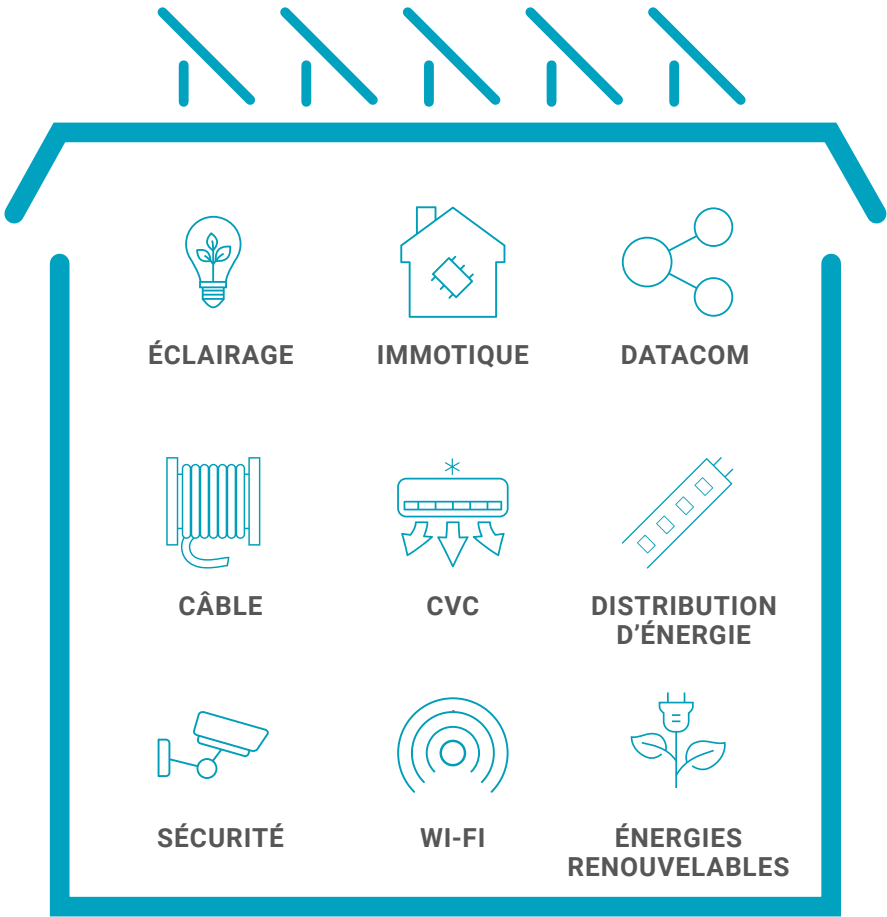 ÉCLAIRAGE
IMMOTIQUE
DATACOM
CÂBLE
CVC
DISTRIBUTION
D’ÉNERGIE
SÉCURITÉ
WI-FI
ÉNERGIES
RENOUVELABLES